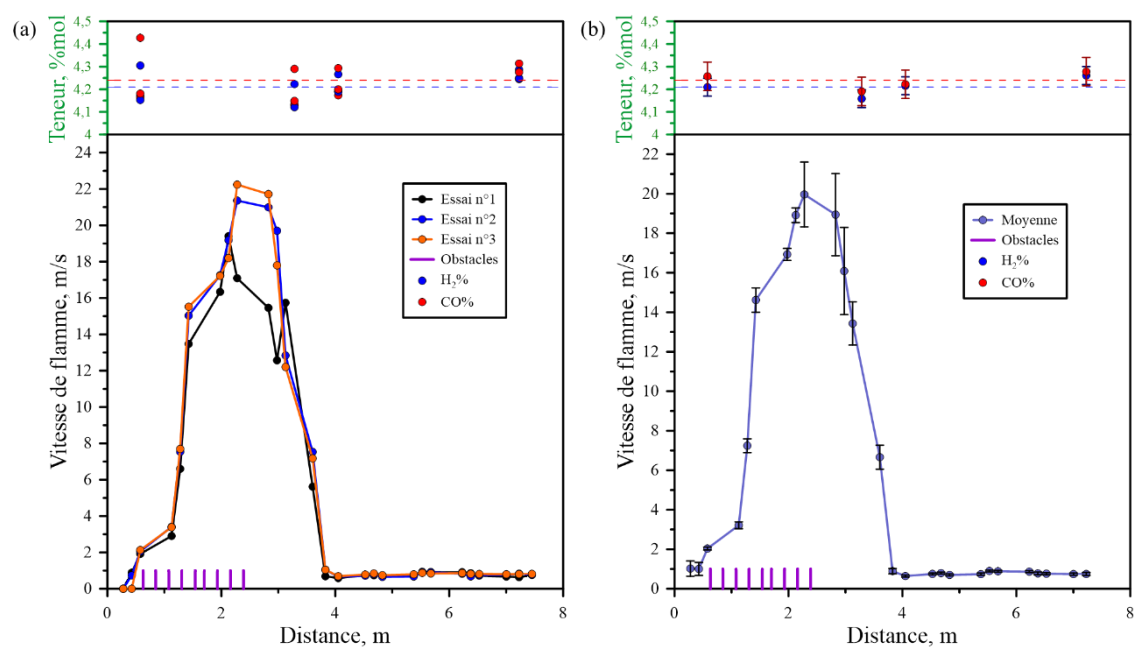 (a)
Teneur, %mol
4,5
4,4
4,3
4,2
4,1
4
Vitesse de flamme, m/s
24
22
20
18
16
14
12
10
8
6
4
2
0
Essai n°1
Essai n°2
Essai n°3
Obstacles
H₂%
CO%
0 2 4 6 8
Distance, m
(b)
Teneur, %mol
4,5
4,4
4,3
4,2
4,1
4
Vitesse de flamme, m/s
22
20
18
16
14
12
10
8
6
4
2
0
Moyenne
Obstacles
H₂%
CO%
0 2 4 6 8
Distance, m